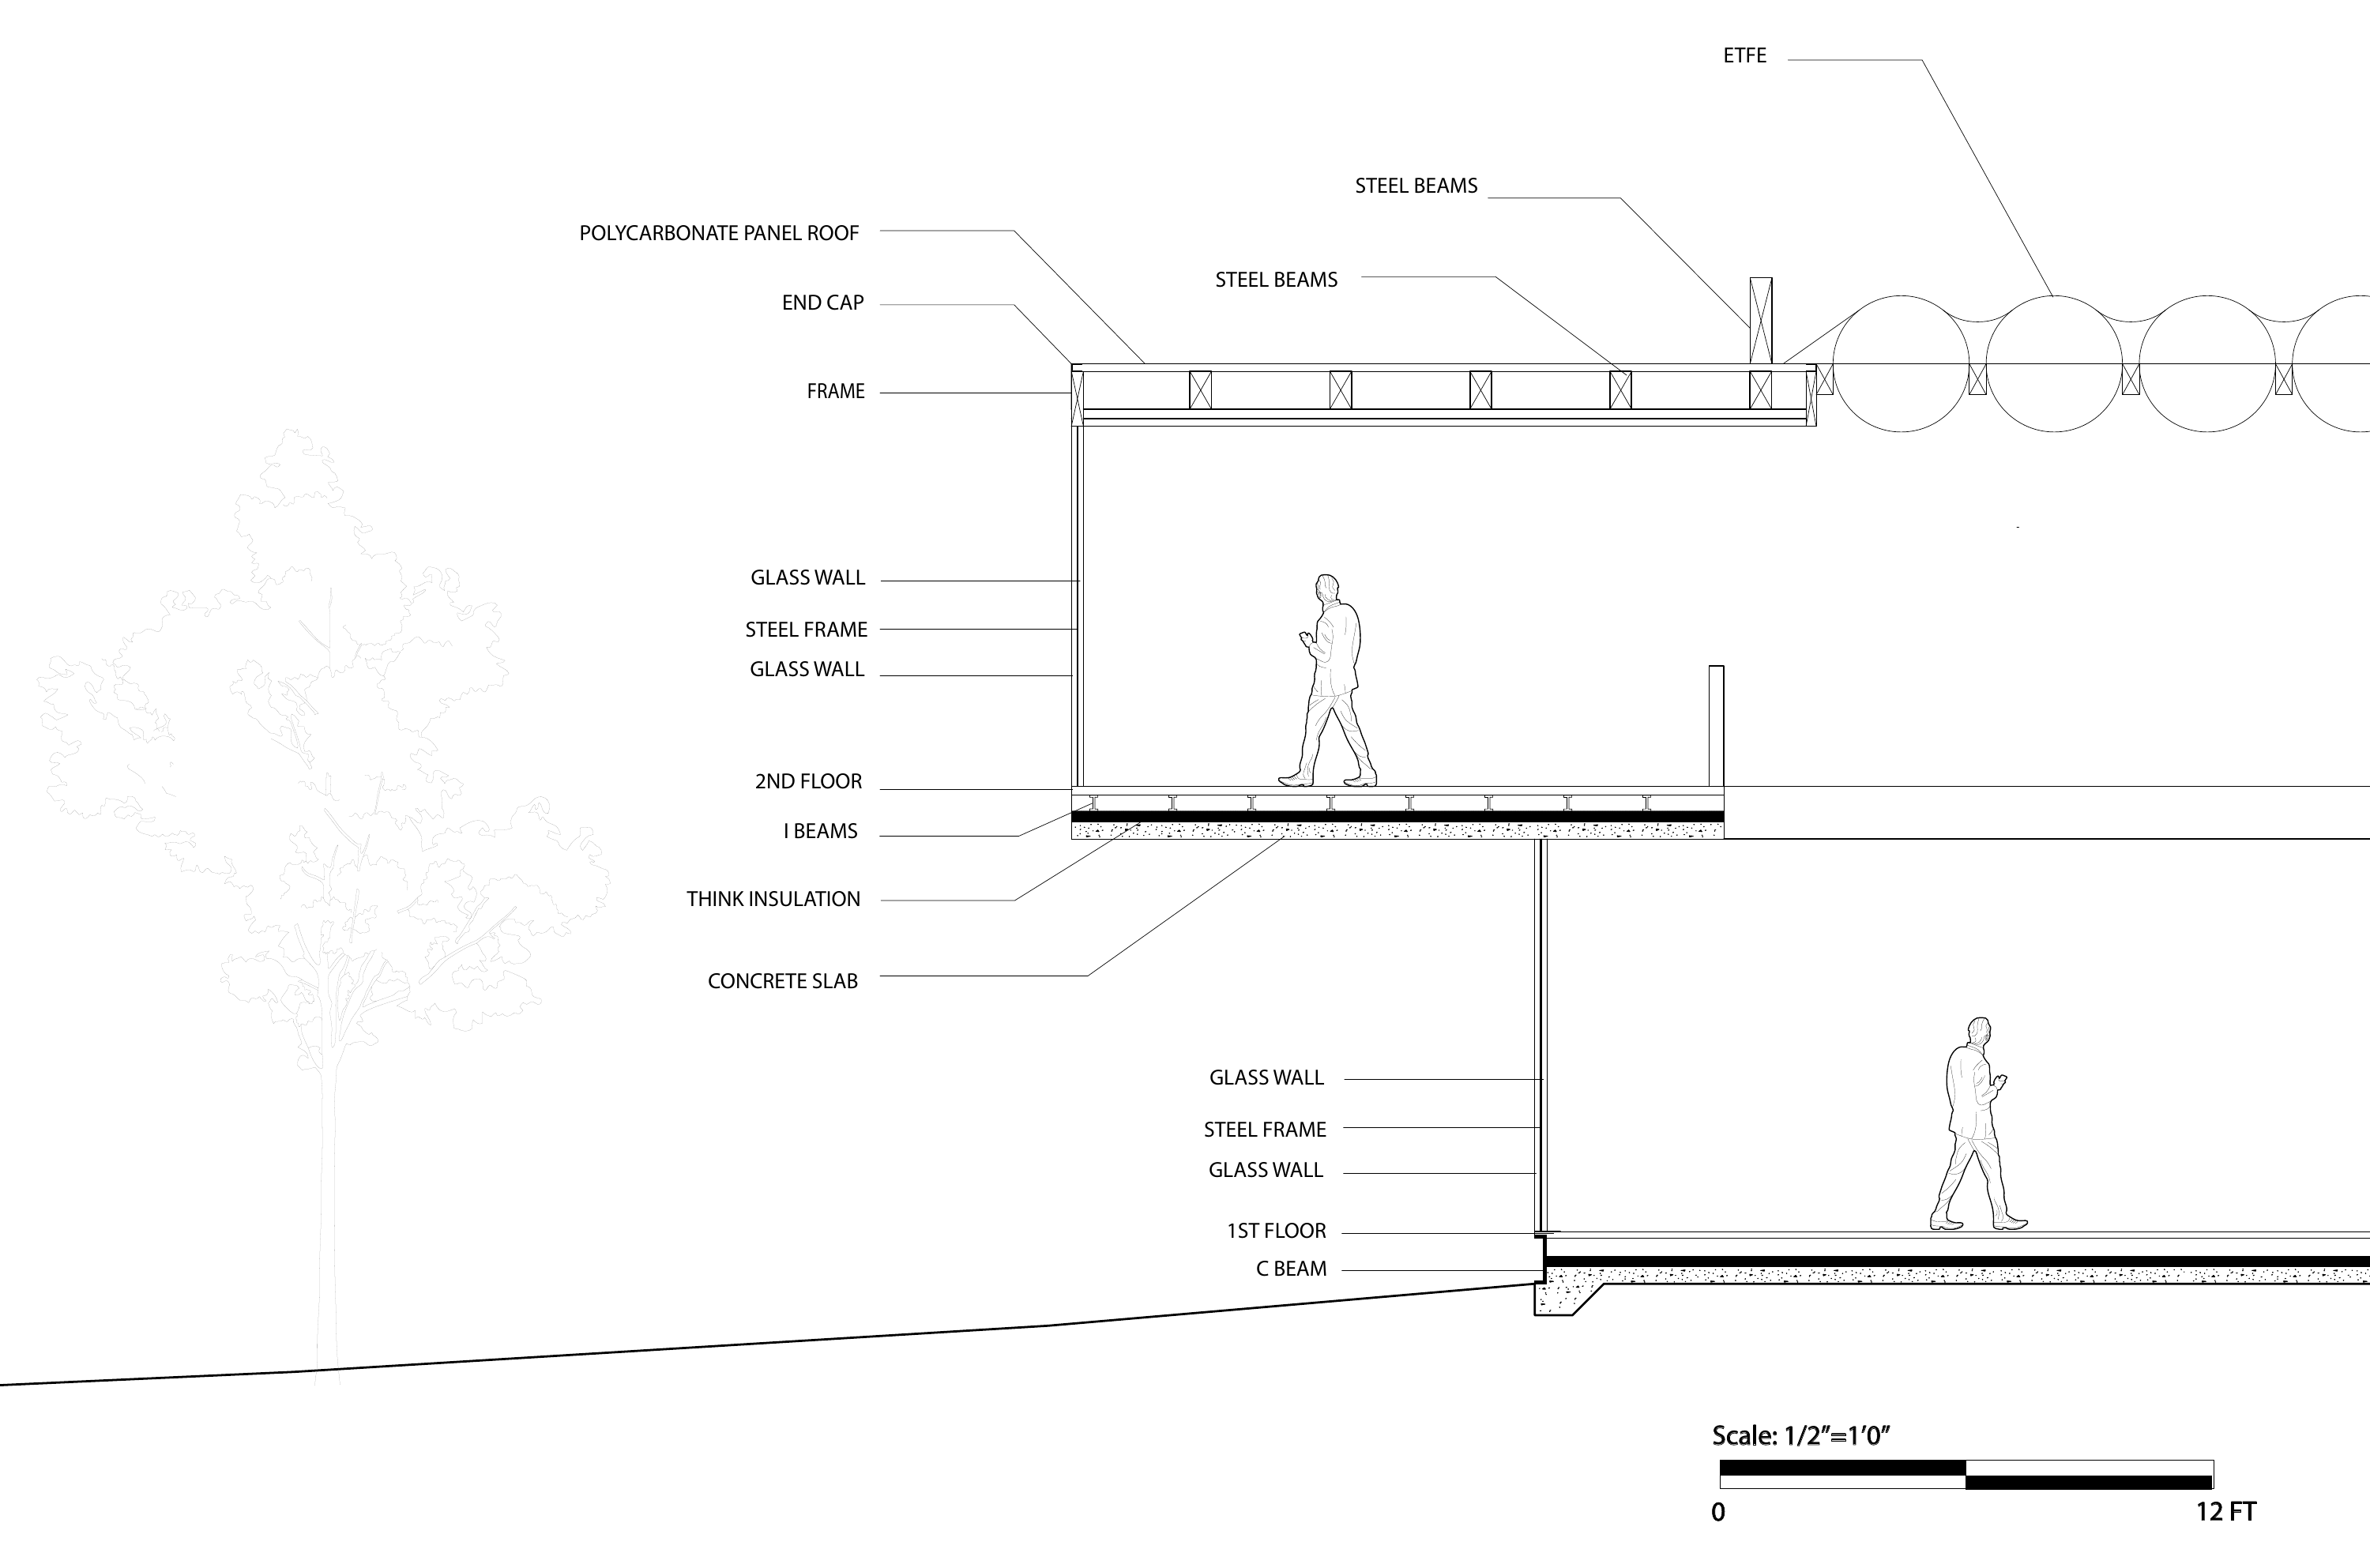 ETFE
STEEL BEAMS
POLYCARBONATE PANEL ROOF
STEEL BEAMS
END CAP
FRAME
GLASS WALL
STEEL FRAME
GLASS WALL
2ND FLOOR
I BEAMS
THINK INSULATION
CONCRETE SLAB
GLASS WALL
STEEL FRAME
GLASS WALL
1ST FLOOR
C BEAM
Scale: 1/2”=1’0”
0 12 FT